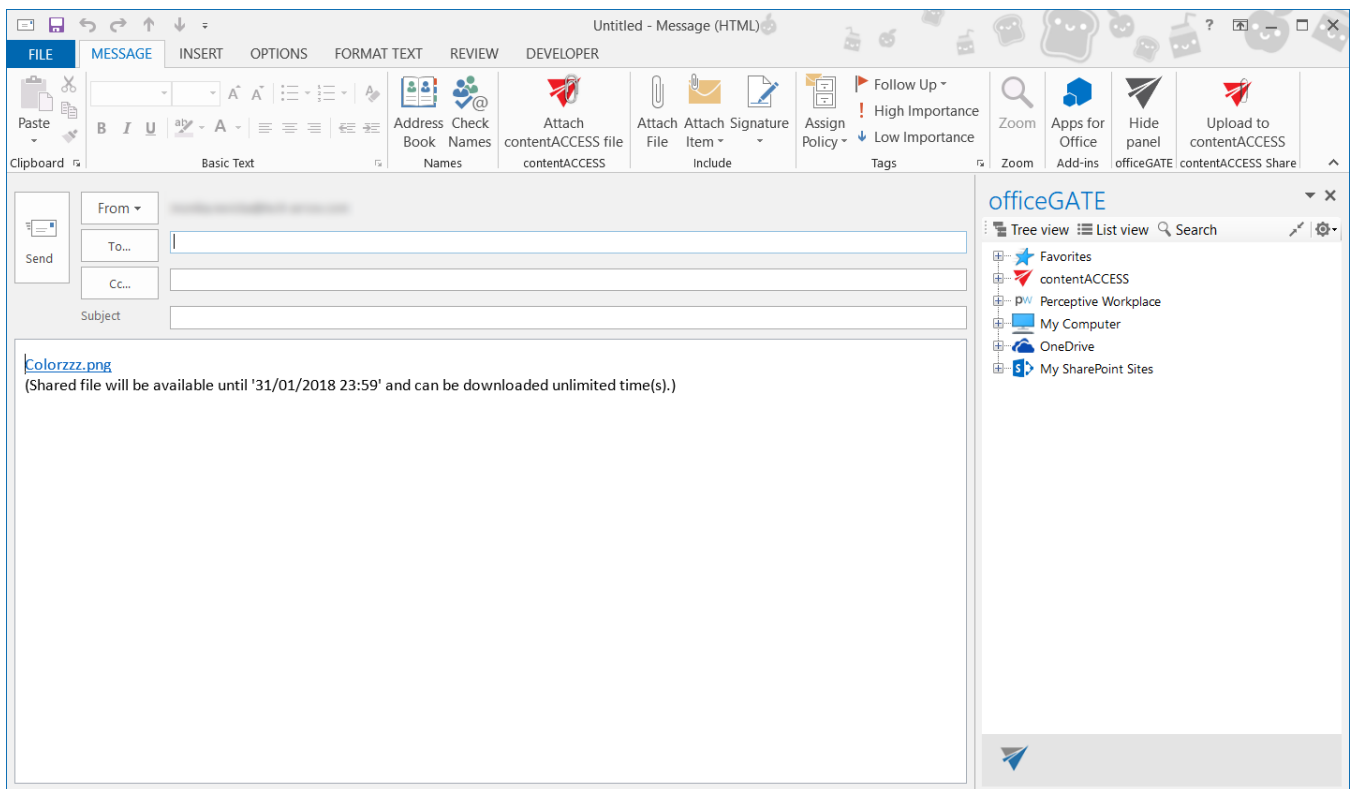 Untitled - Message (HTML)
?
FILE MESSAGE INSERT OPTIONS FORMAT TEXT REVIEW DEVELOPER
Paste
Clipboard
B I U
Basic Text
Address Book
Check Names
Names
Attach contentACCESS file
contentACCESS
Attach File
Attach Item
Signature
Include
Assign Policy
Follow Up
High Importance
Low Importance
Tags
Zoom
Zoom
Apps for Office
Add-ins
Hide panel
officeGATE
Upload to contentACCESS
contentACCESS Share
Send
From
To...
Cc...
Subject
Colorzzz.png
(Shared file will be available until '31/01/2018 23:59' and can be downloaded unlimited time(s).)
officeGATE
Tree view List view Search
Favorites
contentACCESS
Perceptive Workplace
My Computer
OneDrive
My SharePoint Sites